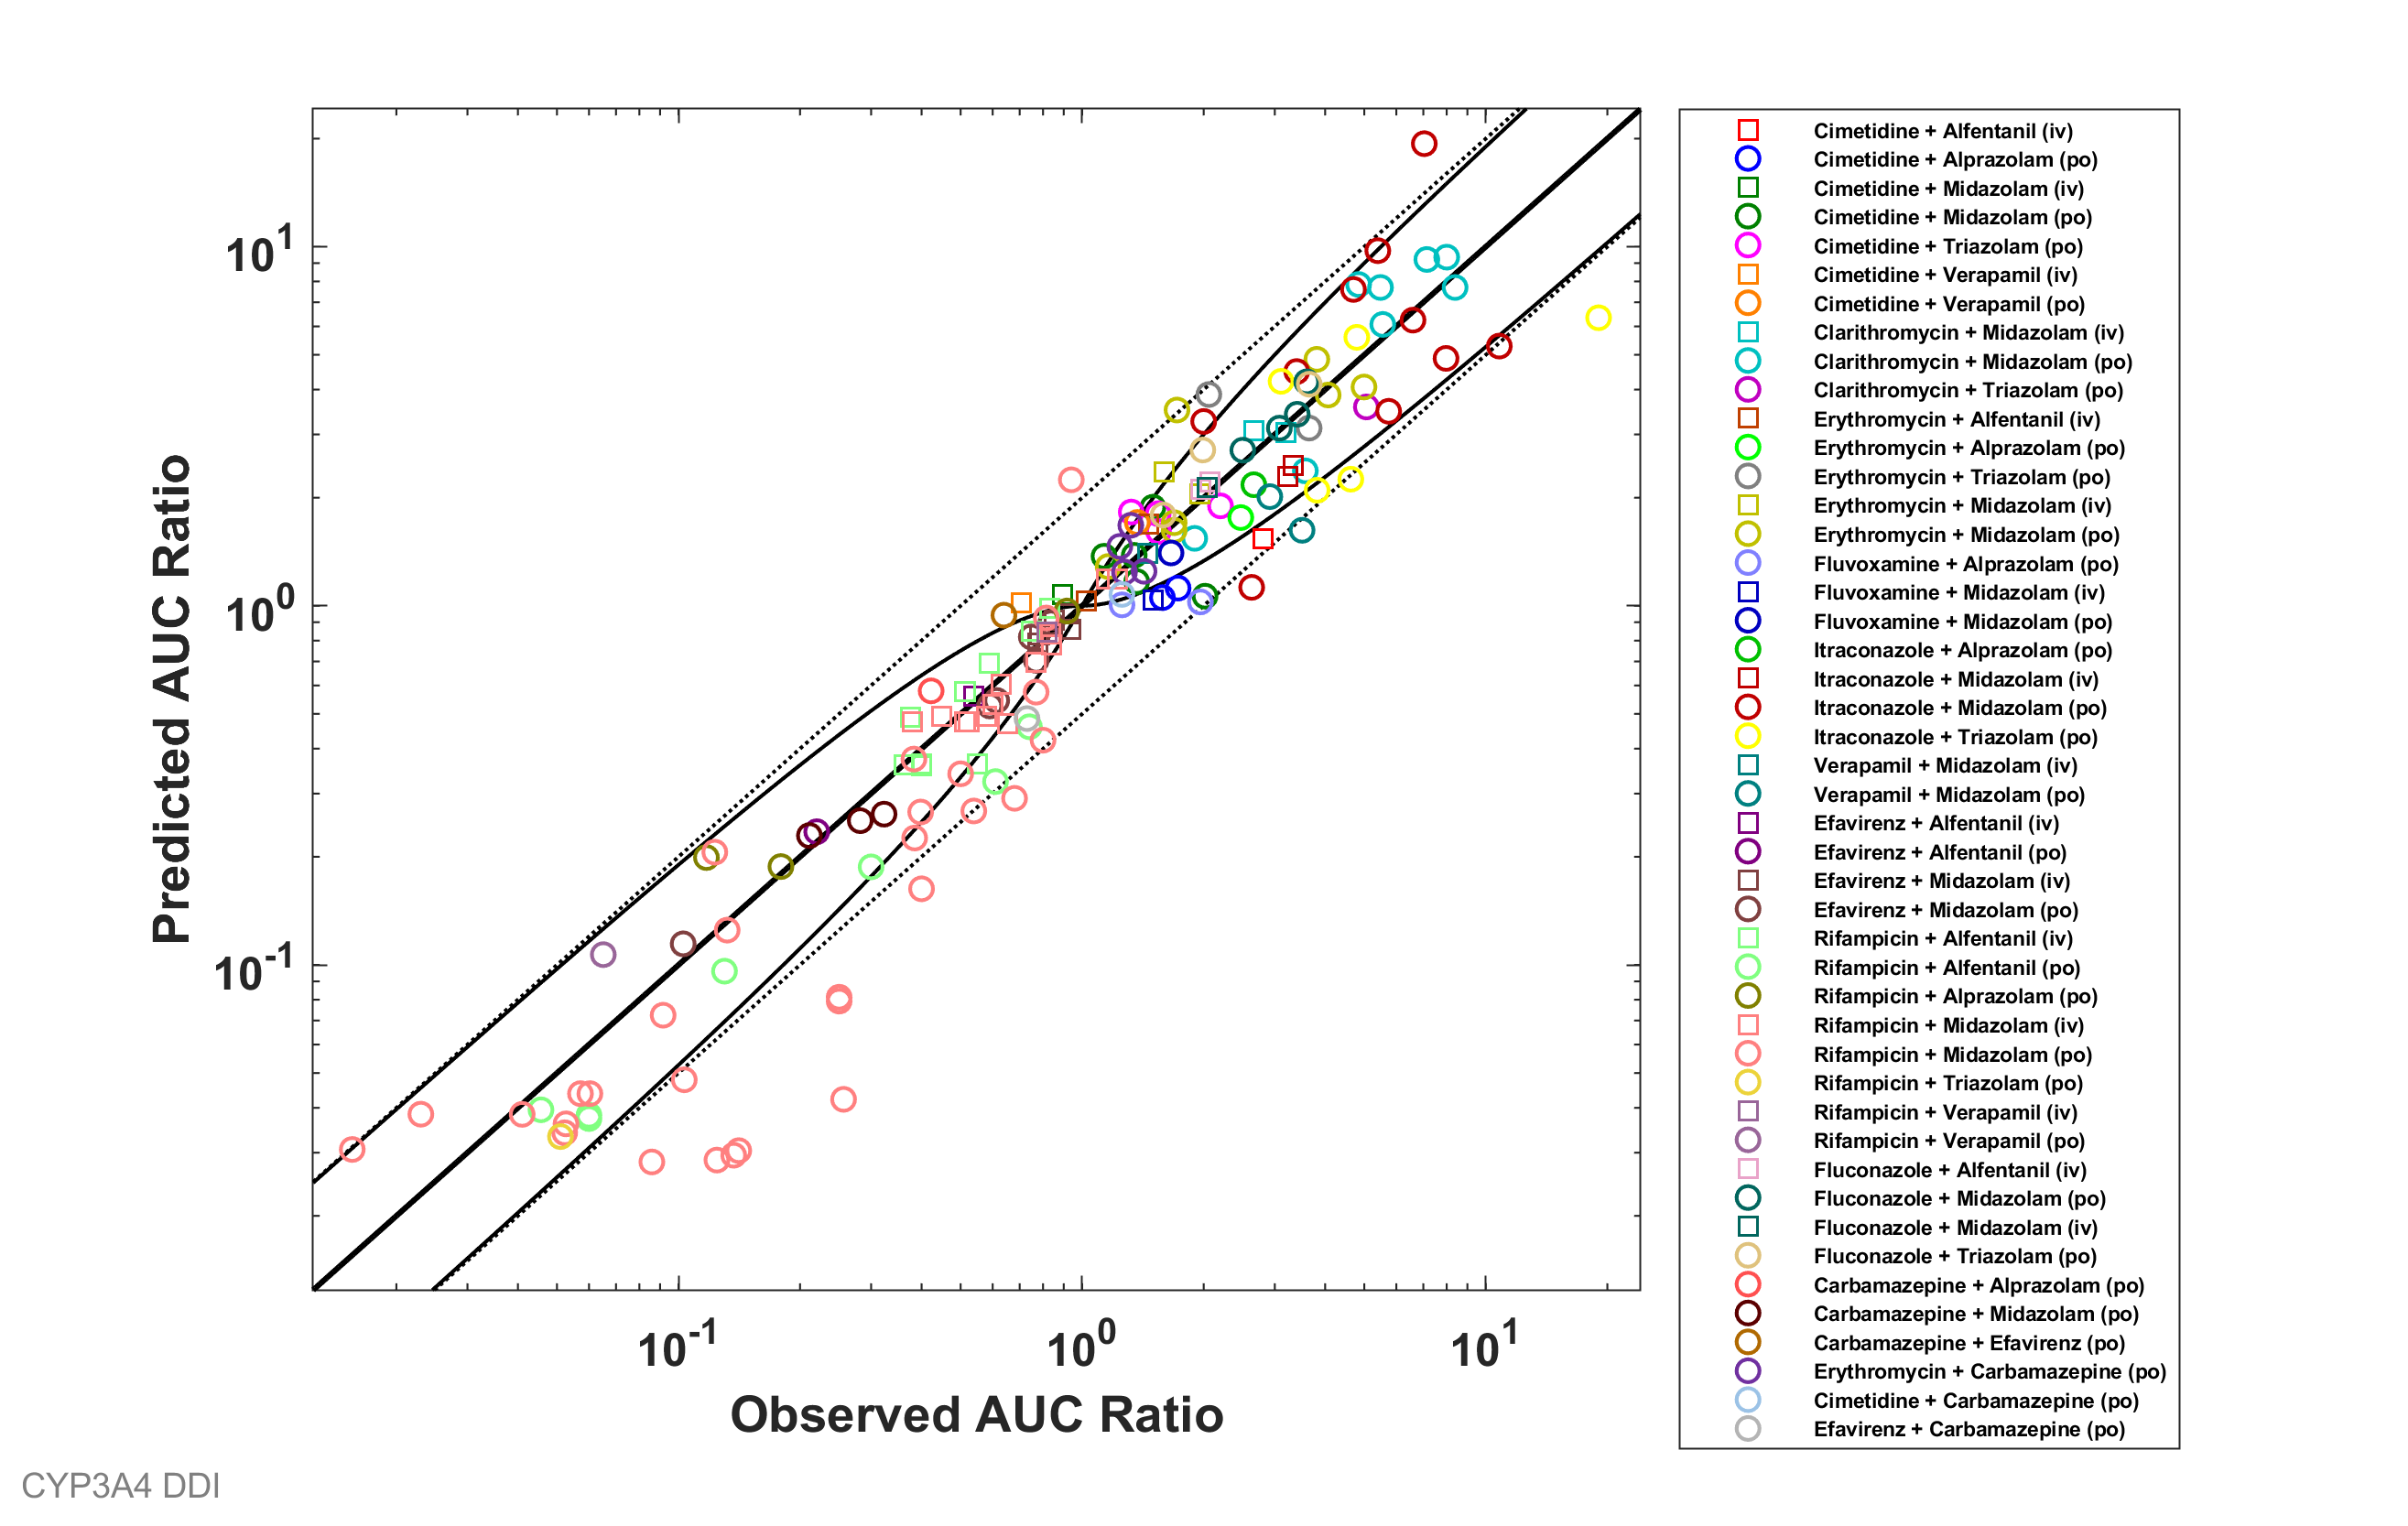 Predicted AUC Ratio
10^1
10^0
10^-1
10^-1
10^0
10^1
Observed AUC Ratio
Cimetidine + Alfentanil (iv)
Cimetidine + Alprazolam (po)
Cimetidine + Midazolam (iv)
Cimetidine + Midazolam (po)
Cimetidine + Triazolam (po)
Cimetidine + Verapamil (iv)
Cimetidine + Verapamil (po)
Clarithromycin + Midazolam (iv)
Clarithromycin + Midazolam (po)
Clarithromycin + Triazolam (po)
Erythromycin + Alfentanil (iv)
Erythromycin + Alprazolam (po)
Erythromycin + Triazolam (po)
Erythromycin + Midazolam (iv)
Erythromycin + Midazolam (po)
Fluvoxamine + Alprazolam (po)
Fluvoxamine + Midazolam (iv)
Fluvoxamine + Midazolam (po)
Itraconazole + Alprazolam (po)
Itraconazole + Midazolam (iv)
Itraconazole + Midazolam (po)
Itraconazole + Triazolam (po)
Verapamil + Midazolam (iv)
Verapamil + Midazolam (po)
Efavirenz + Alfentanil (iv)
Efavirenz + Alfentanil (po)
Efavirenz + Midazolam (iv)
Efavirenz + Midazolam (po)
Rifampicin + Alfentanil (iv)
Rifampicin + Alfentanil (po)
Rifampicin + Alprazolam (po)
Rifampicin + Midazolam (iv)
Rifampicin + Midazolam (po)
Rifampicin + Triazolam (po)
Rifampicin + Verapamil (iv)
Rifampicin + Verapamil (po)
Fluconazole + Alfentanil (iv)
Fluconazole + Midazolam (po)
Fluconazole + Midazolam (iv)
Fluconazole + Triazolam (po)
Carbamazepine + Alprazolam (po)
Carbamazepine + Midazolam (po)
Carbamazepine + Efavirenz (po)
Erythromycin + Carbamazepine (po)
Cimetidine + Carbamazepine (po)
Efavirenz + Carbamazepine (po)
CYP3A4 DDI